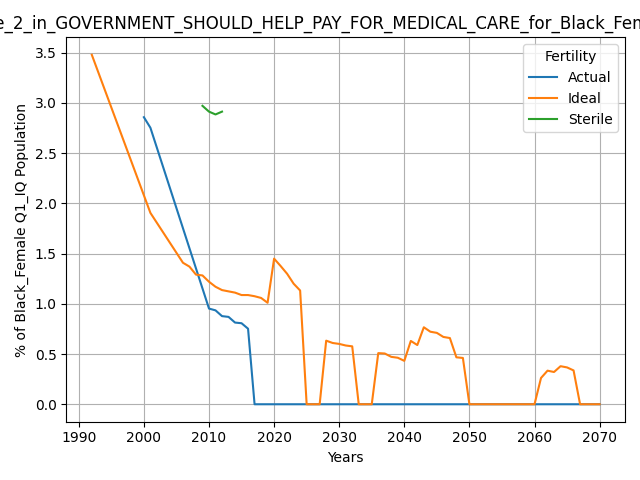 e_2_in_GOVERNMENT_SHOULD_HELP_PAY_FOR_MEDICAL_CARE_for_Black_Fem
Fertility
Actual
Ideal
Sterile
% of Black_Female Q1_IQ Population
3.5
3.0
2.5
2.0
1.5
1.0
0.5
0.0
1990 2000 2010 2020 2030 2040 2050 2060 2070
Years